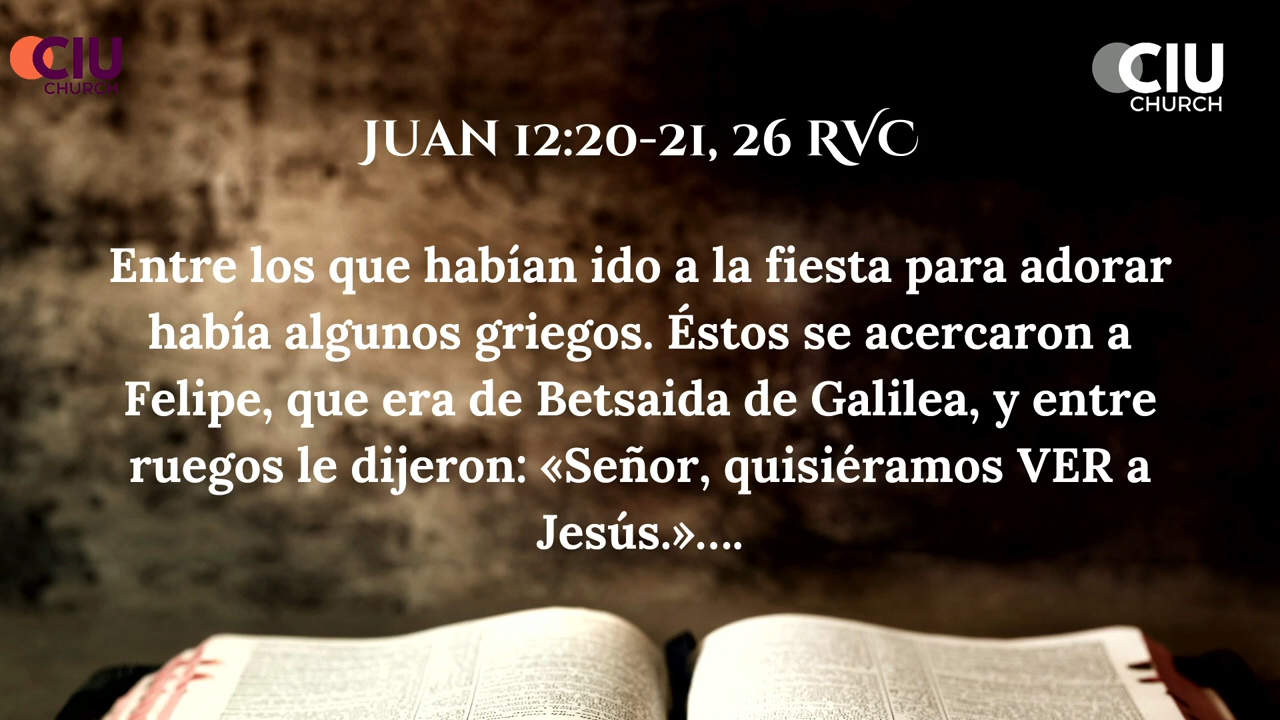 CIU
CHURCH
CIU
CHURCH
JUAN 12:20-21, 26 RVC
Entre los que habían ido a la fiesta para adorar
había algunos griegos. Éstos se acercaron a
Felipe, que era de Betsaida de Galilea, y entre
ruegos le dijeron: «Señor, quisiéramos VER a
Jesús.»....